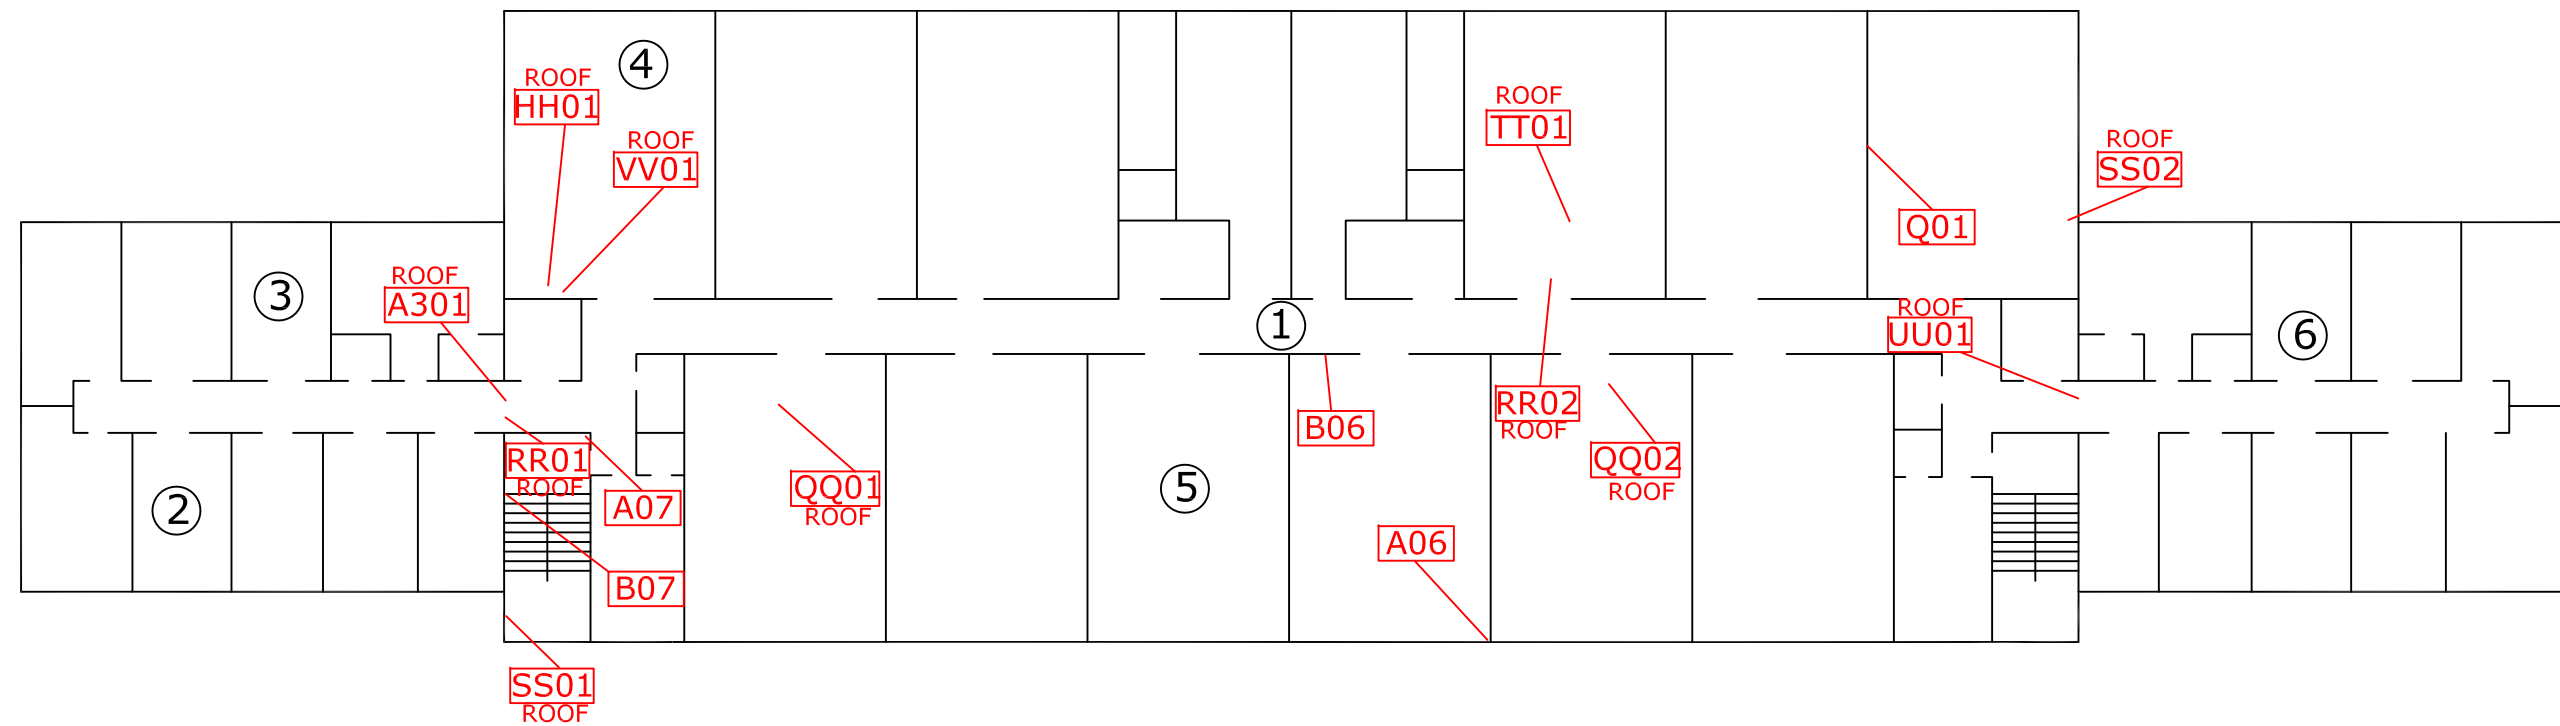 4
ROOF
HH01
ROOF
VV01
ROOF
TT01
ROOF
SS02
Q01
3
ROOF
A301
1
ROOF
UU01
6
RR02
ROOF
B06
RR01
ROOF
QQ02
ROOF
QQ01
ROOF
5
2
A07
A06
B07
SS01
ROOF